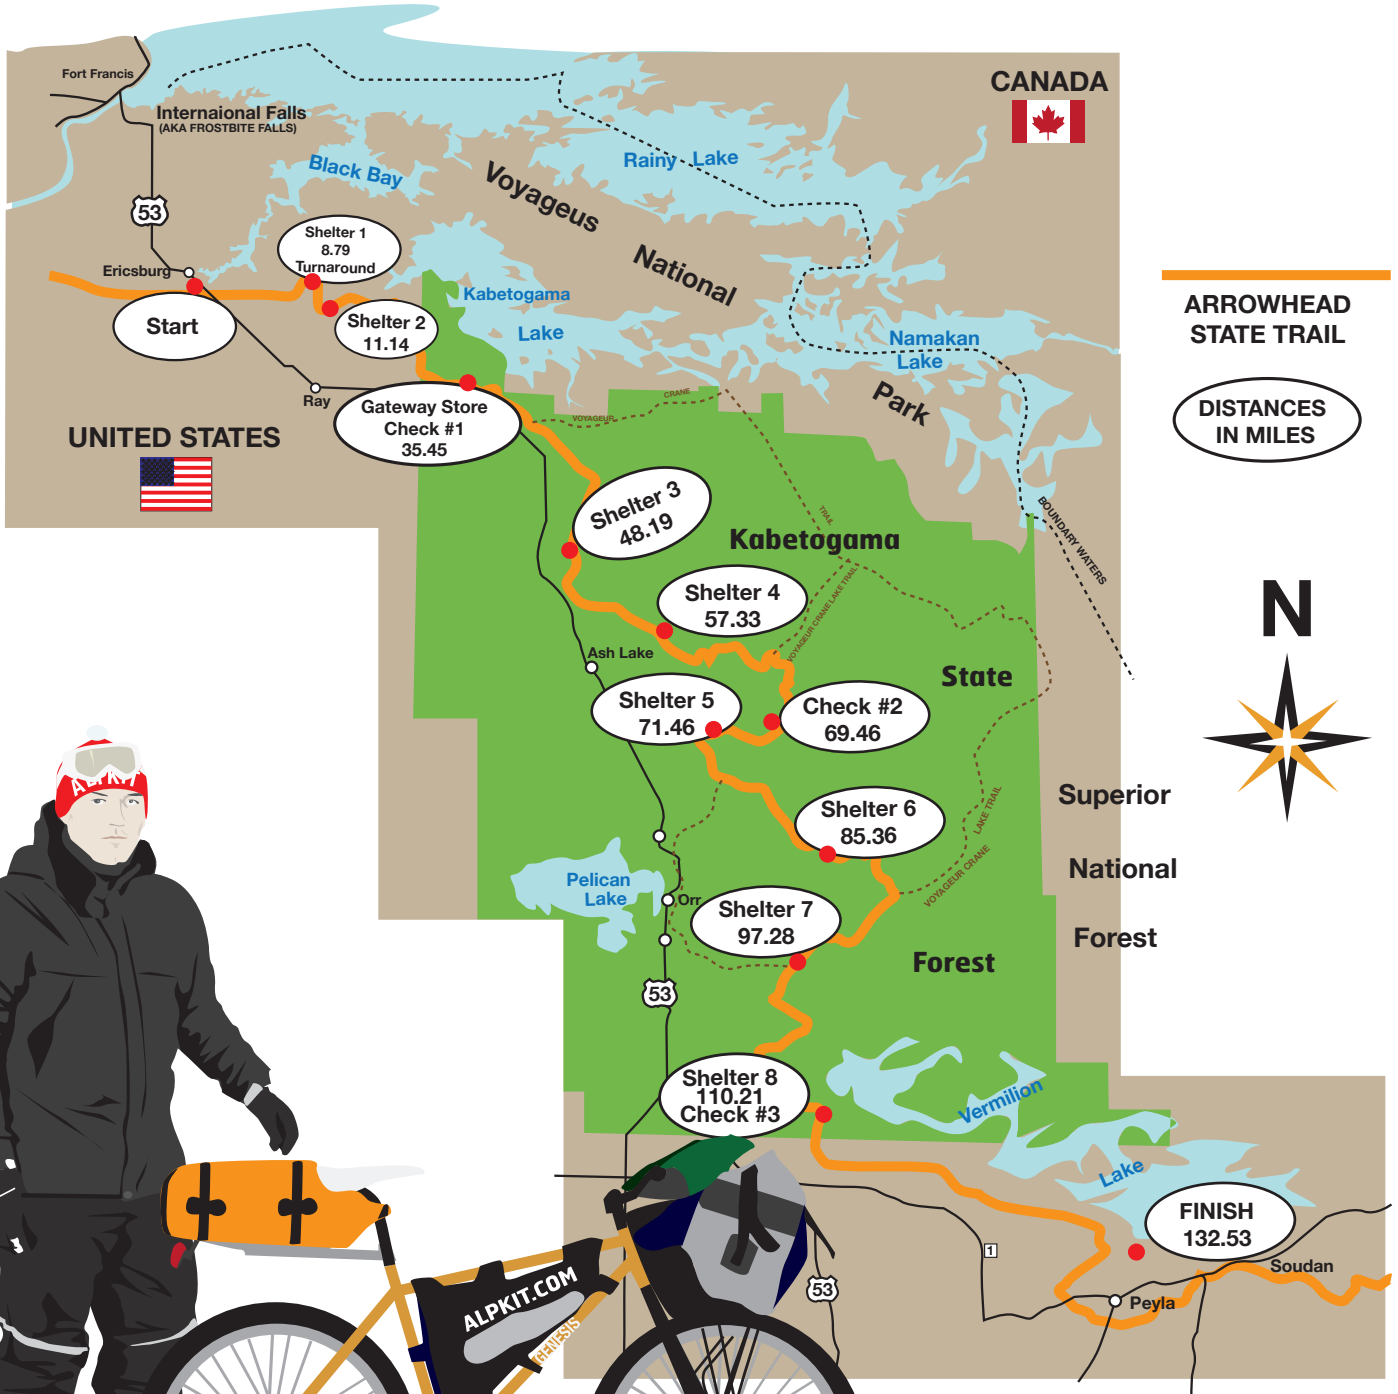 Fort Francis
Internaional Falls
(AKA FROSTBITE FALLS)
CANADA
Black Bay
Rainy Lake
Voyageus
National
Park
53
Shelter 1
8.79
Turnaround
Ericsburg
Start
Shelter 2
11.14
Kabetogama
Lake
Namakan
Lake
ARROWHEAD
STATE TRAIL
DISTANCES
IN MILES
Ray
Gateway Store
Check #1
35.45
UNITED STATES
VOYAGEUR
CRANE
TRAIL
BOUNDARY WATERS
Shelter 3
48.19
Kabetogama
State
Forest
Shelter 4
57.33
VOYAGEUR CRANE LAKE TRAIL
N
Ash Lake
Shelter 5
71.46
Check #2
69.46
Superior
National
Forest
Shelter 6
85.36
LAKE TRAIL
VOYAGEUR CRANE
ALPKIT
Pelican
Lake
Orr
Shelter 7
97.28
53
Shelter 8
110.21
Check #3
Vermilion
Lake
FINISH
132.53
1
Soudan
53
Peyla
ALPKIT.COM
GENESIS